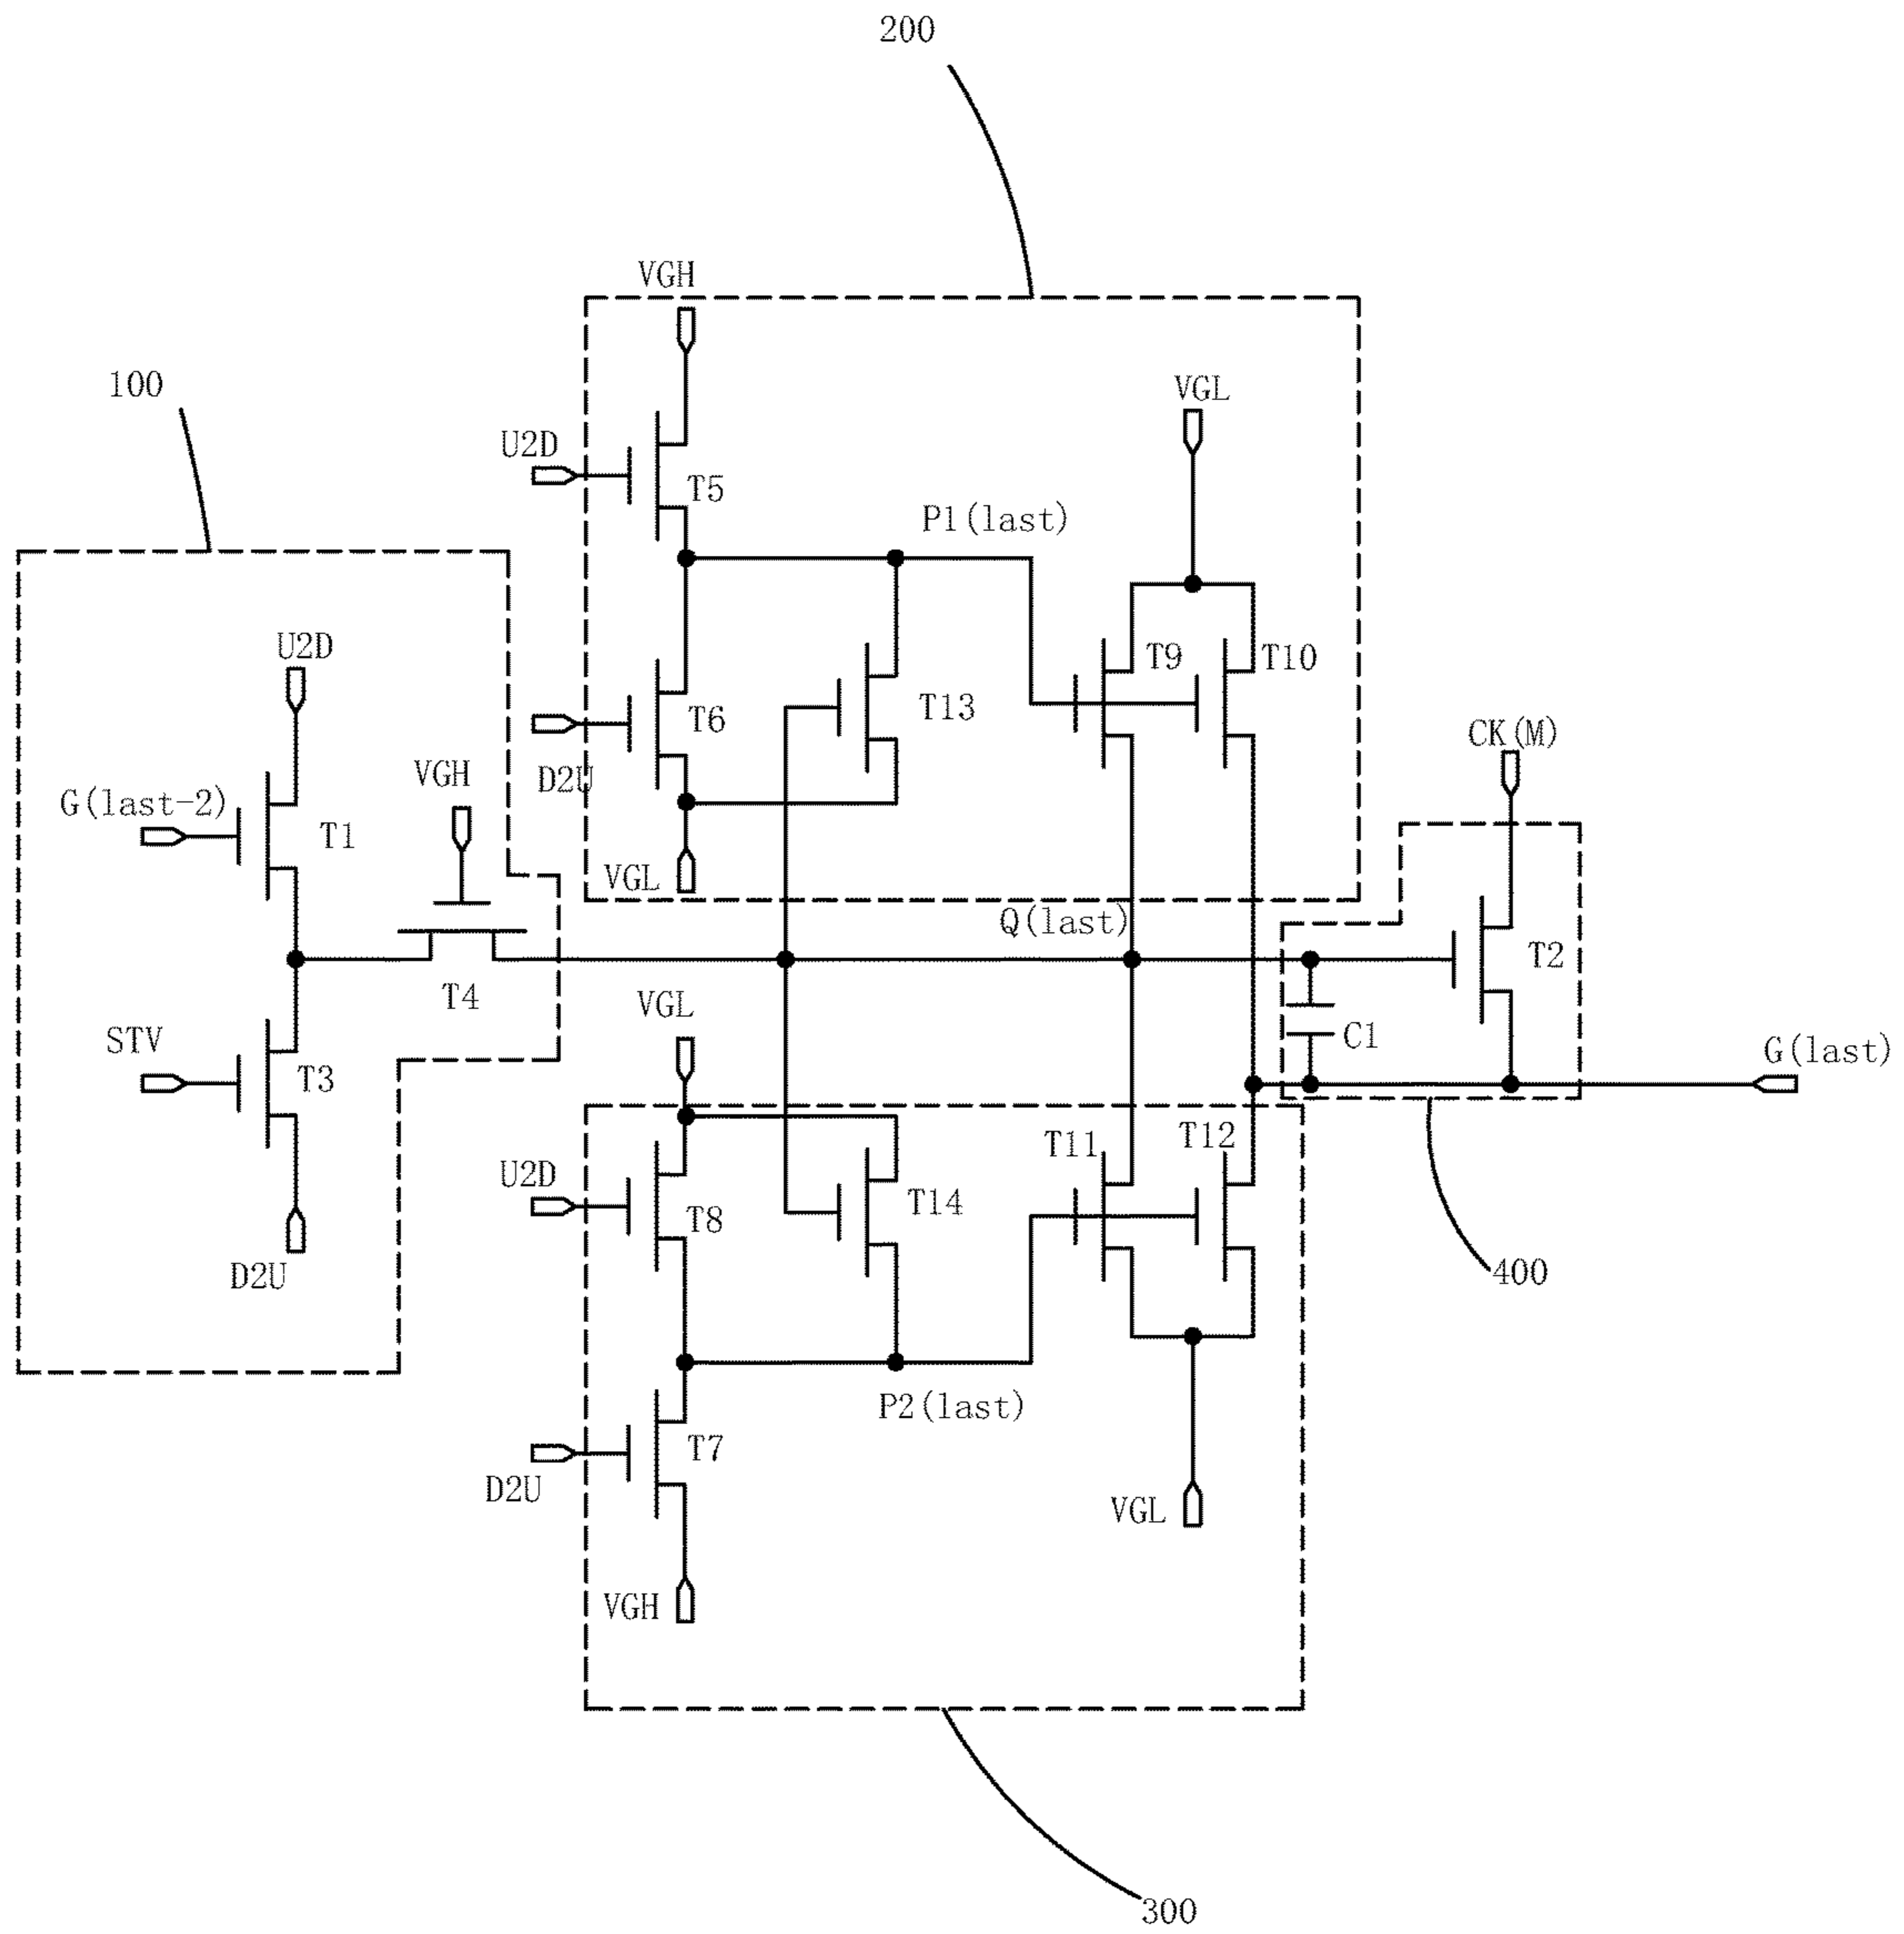 200
VGH
100
VGL
U2D
T5
P1(last)
U2D
T9
T10
T13
T6
D2U
CK(M)
VGH
G(last-2)
T1
VGL
Q(last)
T2
T4
VGL
STV
C1
G(last)
T3
T11
T12
U2D
T14
T8
D2U
400
P2(last)
T7
D2U
VGL
VGH
300